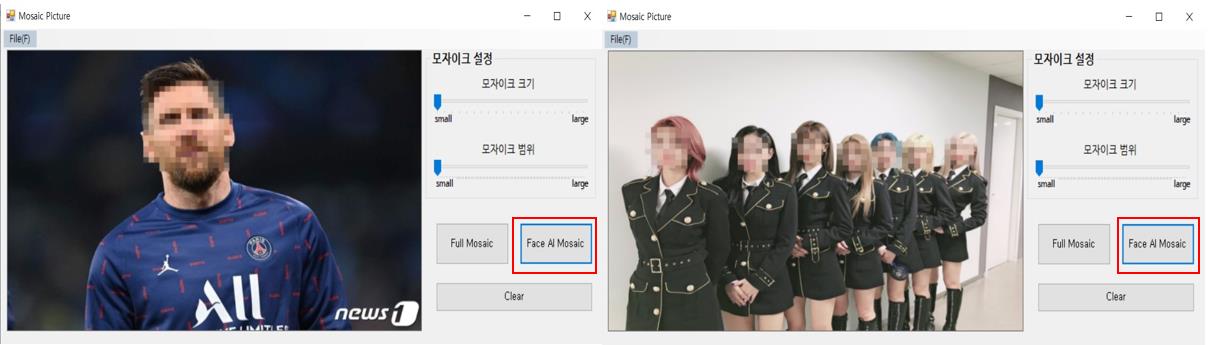 Mosaic Picture
File(F)
모자이크 설정
모자이크 크기
small large
모자이크 범위
small large
Full Mosaic Face AI Mosaic
Clear
PARIS
All
news1
Mosaic Picture
File(F)
모자이크 설정
모자이크 크기
small large
모자이크 범위
small large
Full Mosaic Face AI Mosaic
Clear